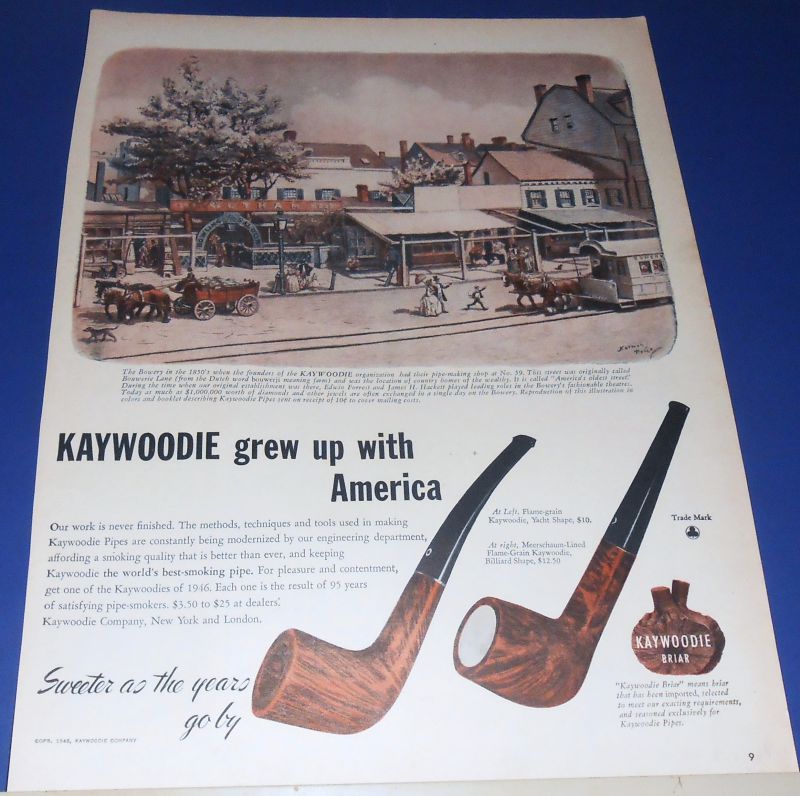 The Bowery in the 1850's when the founders of the KAYWOODIE organization had their pipe-making shop at No. 59. This street was originally called
Bouwerie Lane (from the Dutch word bouwerij meaning farm) and was the location of country homes of the wealthy. It is called "America's oldest street."
During the time when our original establishment was there, Edwin Forrest and James H. Hackett played leading roles in the Bowery's fashionable theatres.
Today as much as $1,000,000 worth of diamonds and other jewels are often exchanged in a single day on the Bowery. Reproduction of this illustration in
colors and booklet describing Kaywoodie Pipes sent on receipt of 10¢ to cover mailing costs.
KAYWOODIE grew up with
America
Our work is never finished. The methods, techniques and tools used in making
Kaywoodie Pipes are constantly being modernized by our engineering department,
affording a smoking quality that is better than ever, and keeping
Kaywoodie the world's best-smoking pipe. For pleasure and contentment,
get one of the Kaywoodies of 1946. Each one is the result of 95 years
of satisfying pipe-smokers. $3.50 to $25 at dealers'.
Kaywoodie Company, New York and London.
At Left, Flame-grain
Kaywoodie, Yacht Shape, $10.
At right, Meerschaum-Lined
Flame-Grain Kaywoodie,
Billiard Shape, $12.50
Trade Mark
KAYWOODIE
BRIAR
"Kaywoodie Briar" means briar
that has been imported, selected
to meet our exacting requirements,
and seasoned exclusively for
Kaywoodie Pipes.
Sweeter as the years
go by
COPR. 1946, KAYWOODIE COMPANY
9